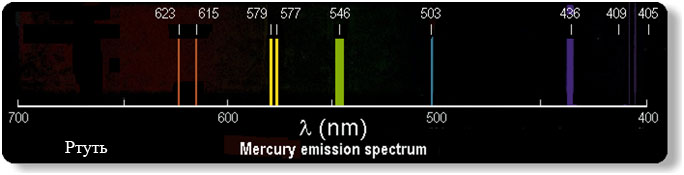 623 615 579 577 546 503 436 409 405
700 600 500 400
λ (nm)
Ртуть Mercury emission spectrum